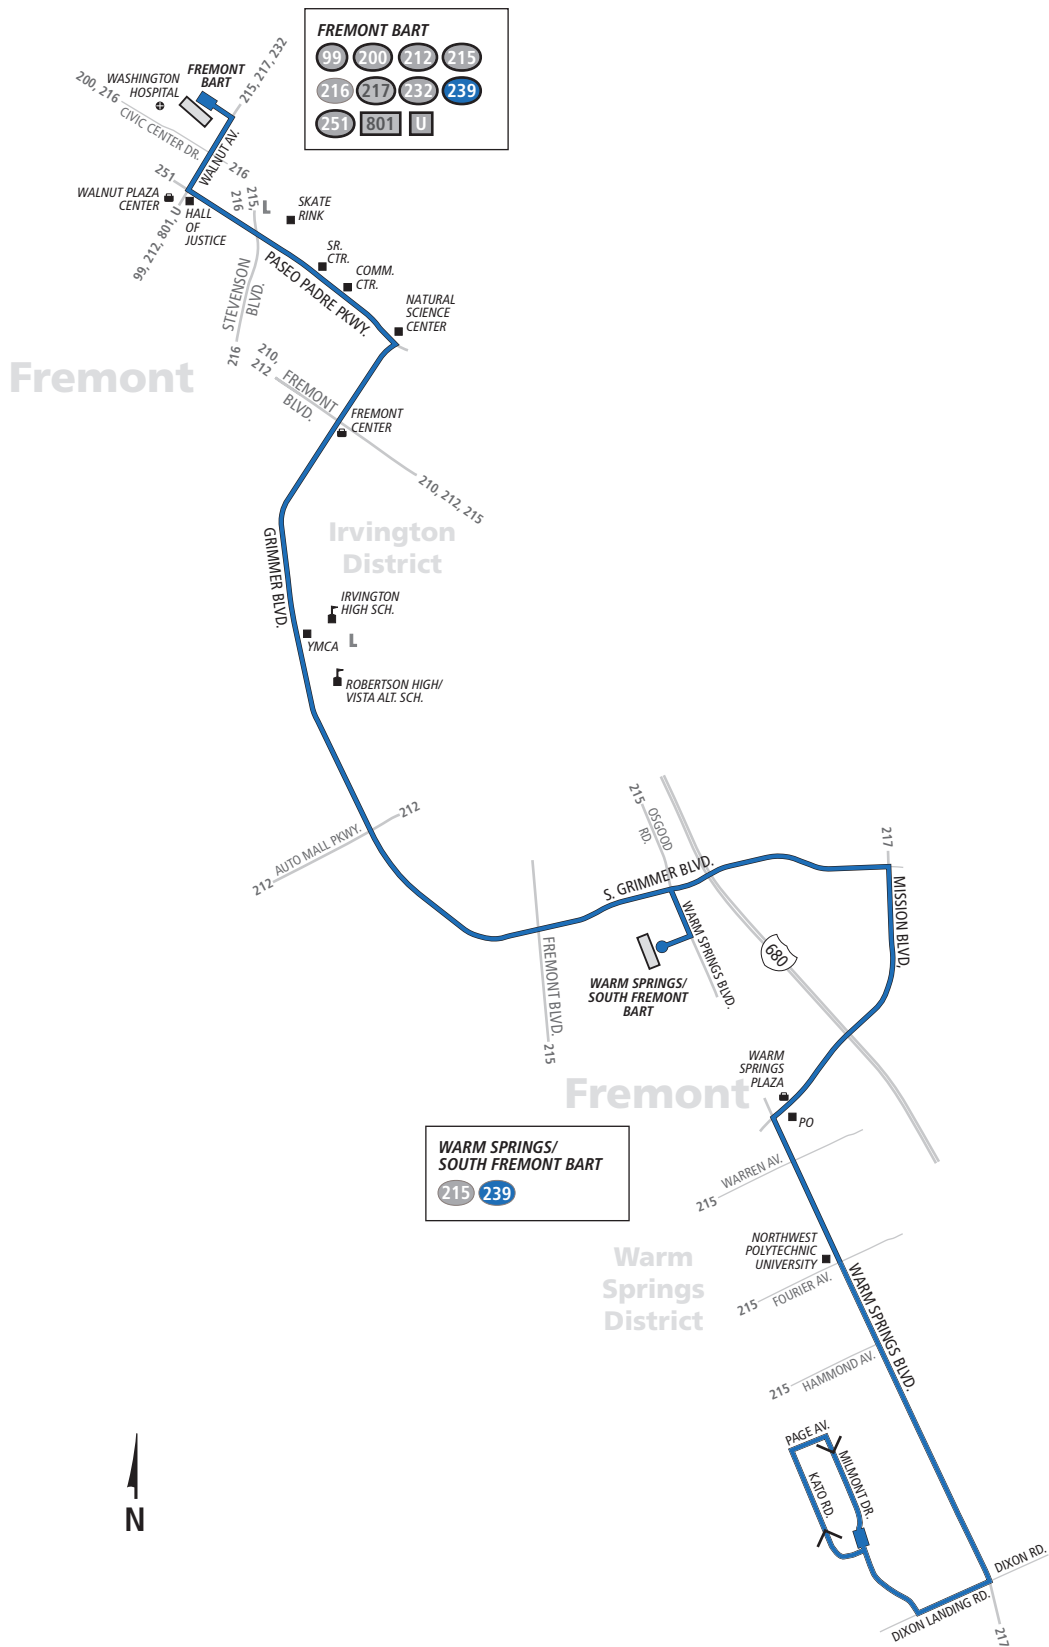 FREMONT BART
99 200 212 215
216 217 232 239
251 801 U
215, 217, 232
FREMONT
BART
WASHINGTON
HOSPITAL
200, 216
CIVIC CENTER DR.
216
WALNUT AV.
251
WALNUT PLAZA
CENTER
HALL
OF
JUSTICE
99, 212, 801, U
215,
216
L
SKATE
RINK
SR.
CTR.
COMM.
CTR.
PASEO PADRE PKWY.
NATURAL
SCIENCE
CENTER
STEVENSON
BLVD.
216
Fremont
210,
212
FREMONT
BLVD.
FREMONT
CENTER
210, 212, 215
Irvington
District
GRIMMER BLVD.
IRVINGTON
HIGH SCH.
YMCA
L
ROBERTSON HIGH/
VISTA ALT. SCH.
212
AUTO MALL PKWY.
212
215
OSGOOD
RD.
217
S. GRIMMER BLVD.
MISSION BLVD,
WARM SPRINGS BLVD.
FREMONT BLVD.
215
680
WARM SPRINGS/
SOUTH FREMONT
BART
WARM
SPRINGS
PLAZA
Fremont
PO
WARM SPRINGS/
SOUTH FREMONT BART
215 239
WARREN AV.
215
NORTHWEST
POLYTECHNIC
UNIVERSITY
Warm
Springs
District
FOURIER AV.
215
WARM SPRINGS BLVD.
HAMMOND AV.
215
PAGE AV.
MILMONT DR.
KATO RD.
N
DIXON RD.
DIXON LANDING RD.
217